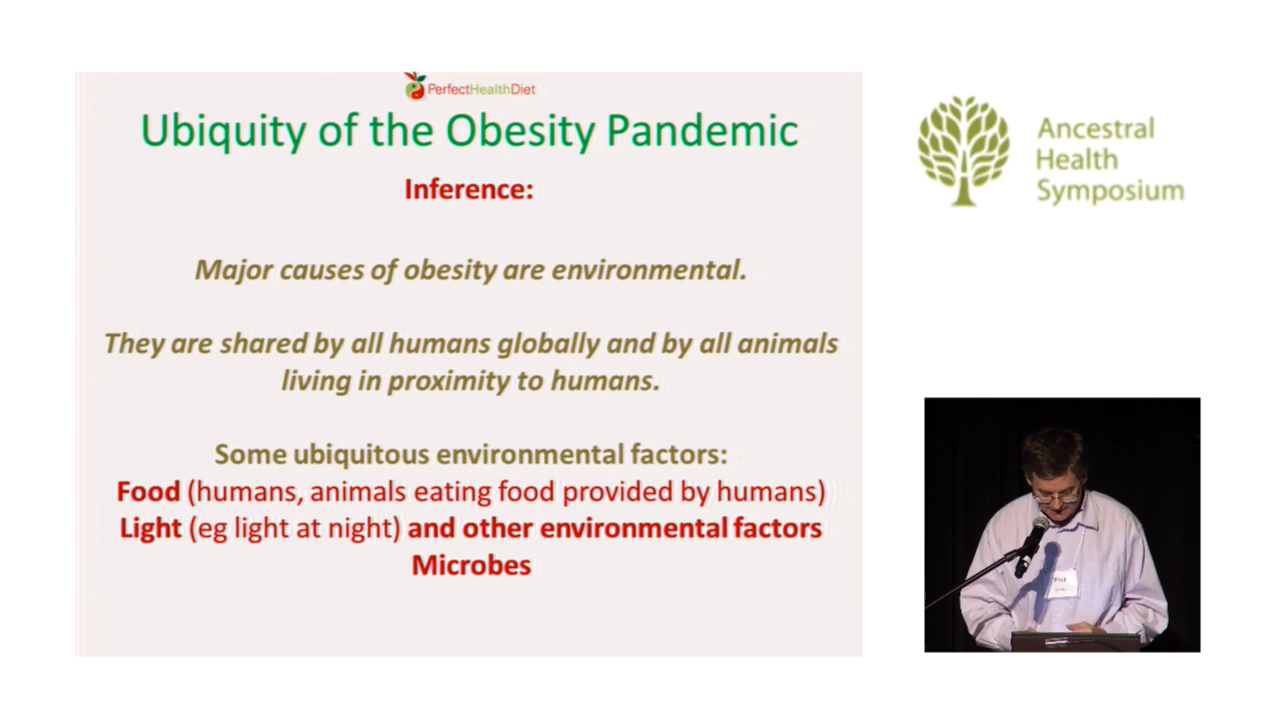 PerfectHealthDiet
Ubiquity of the Obesity Pandemic
Inference:
Major causes of obesity are environmental.
They are shared by all humans globally and by all animals
living in proximity to humans.
Some ubiquitous environmental factors:
Food (humans, animals eating food provided by humans)
Light (eg light at night) and other environmental factors
Microbes
Ancestral
Health
Symposium